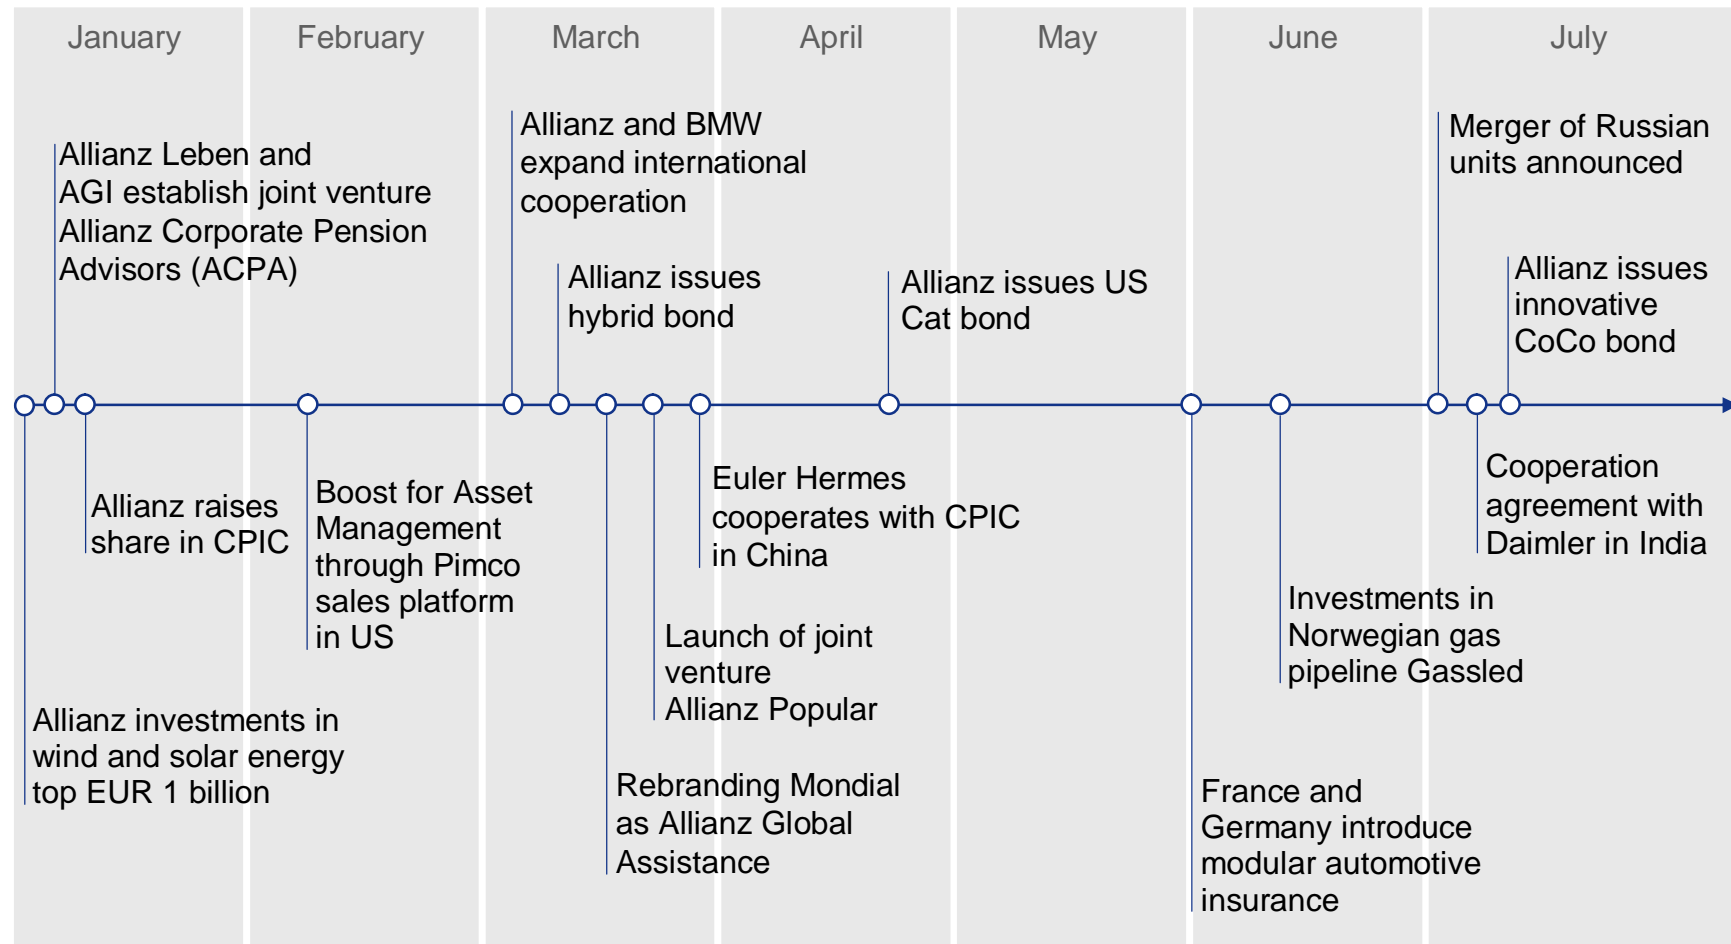 January
February
March
April
May
June
July
Allianz Leben and
AGI establish joint venture
Allianz Corporate Pension
Advisors (ACPA)
Allianz and BMW
expand international
cooperation
Allianz issues
hybrid bond
Allianz issues US
Cat bond
Merger of Russian
units announced
Allianz issues
innovative
CoCo bond
Allianz raises
share in CPIC
Boost for Asset
Management
through Pimco
sales platform
in US
Euler Hermes
cooperates with CPIC
in China
Cooperation
agreement with
Daimler in India
Launch of joint
venture
Allianz Popular
Investments in
Norwegian gas
pipeline Gassled
Allianz investments in
wind and solar energy
top EUR 1 billion
Rebranding Mondial
as Allianz Global
Assistance
France and
Germany introduce
modular automotive
insurance